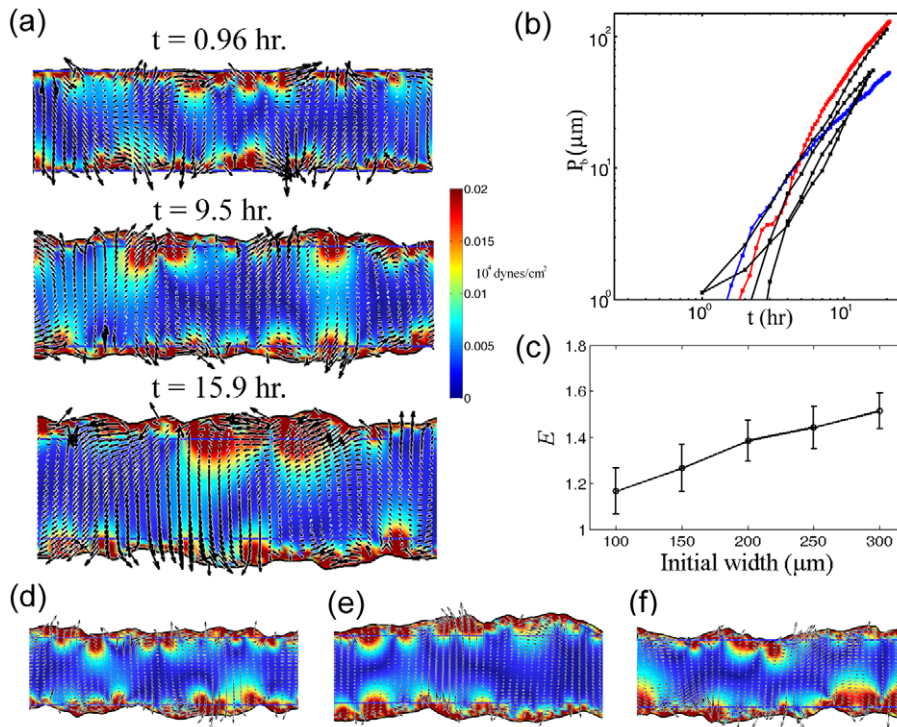 (a)
t = 0.96 hr.
t = 9.5 hr.
t = 15.9 hr.
0.02
0.015
0.01
10⁴ dynes/cm²
0.005
0
(b)
P_b (μm)
10²
10¹
10⁰
10⁰ 10¹
t (hr)
(c)
E
1.8
1.6
1.4
1.2
1
100 150 200 250 300
Initial width (μm)
(d)
(e)
(f)